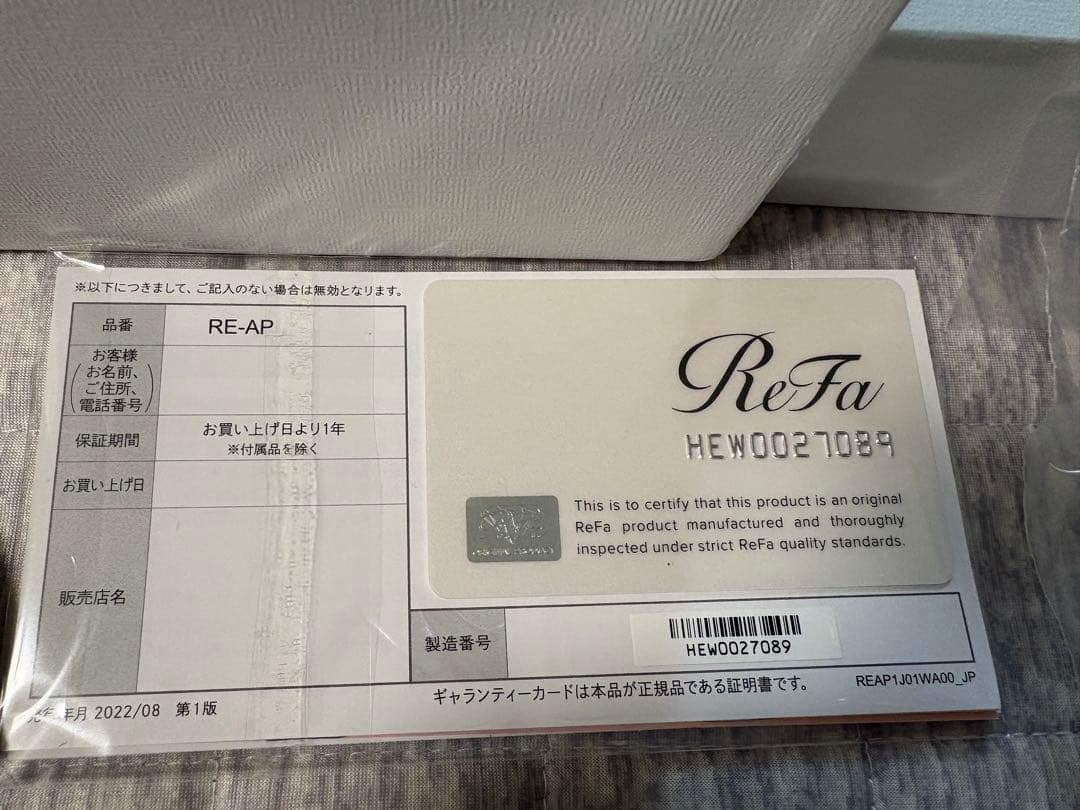 ※以下につきまして、ご記入のない場合は無効となります。
品番 RE-AP
お客様
お名前、
ご住所、
電話番号
保証期間 お買い上げ日より1年
※付属品を除く
お買い上げ日
販売店名
ReFa
HEW0027089
This is to certify that this product is an original
ReFa product manufactured and thoroughly
inspected under strict ReFa quality standards.
製造番号
HEW0027089
ギャランティーカードは本品が正規品である証明書です。
REAP1J01WA00_JP
年月 2022/08 第1版